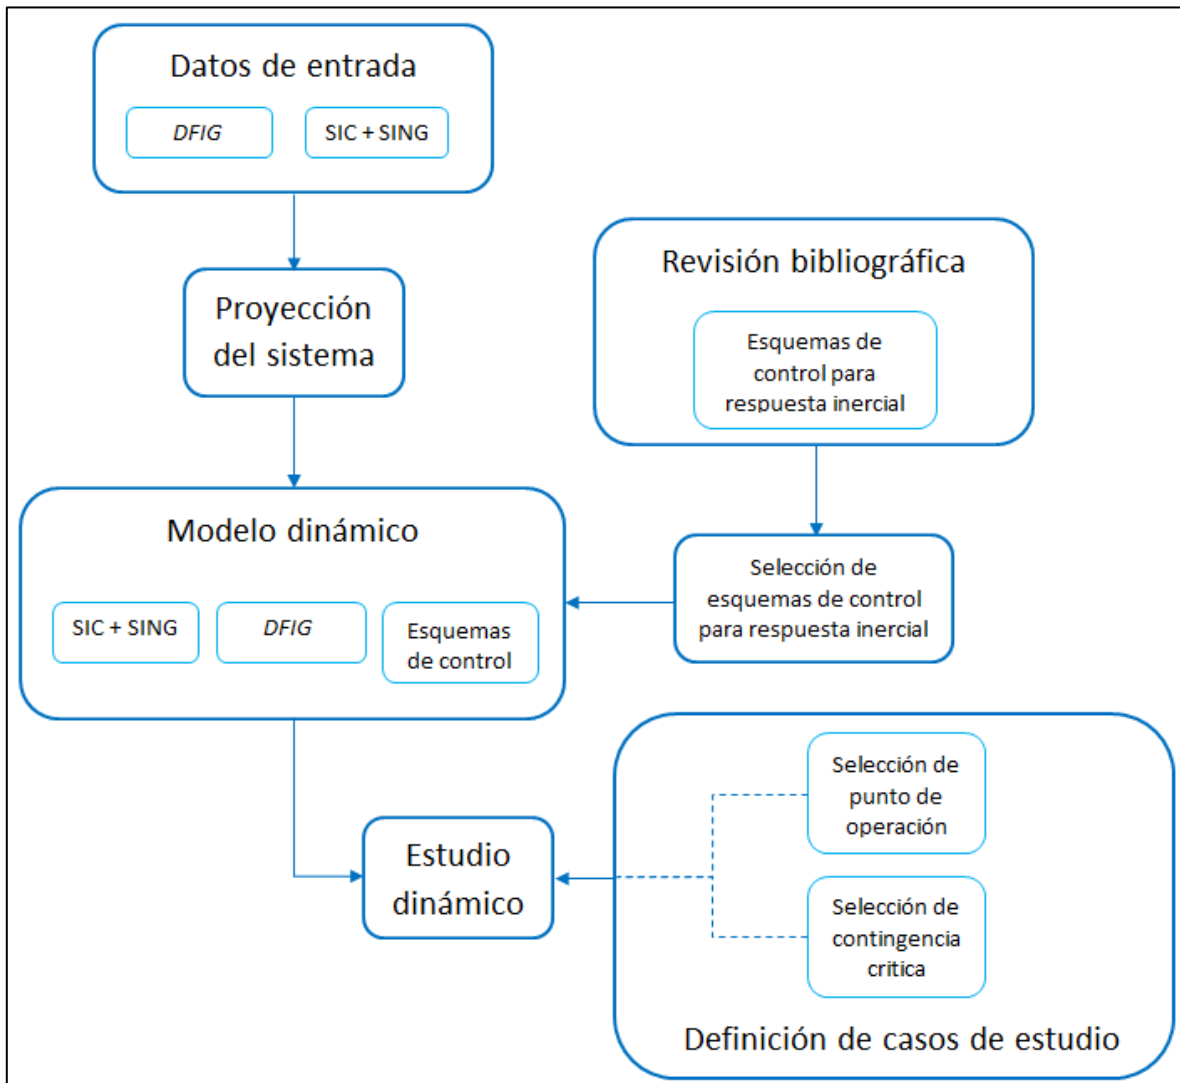 Datos de entrada
DFIG
SIC + SING
Proyección
del sistema
Revisión bibliográfica
Esquemas de
control para
respuesta inercial
Modelo dinámico
SIC + SING
DFIG
Esquemas
de control
Selección de
esquemas de control
para respuesta inercial
Estudio
dinámico
Selección de
punto de
operación
Selección de
contingencia
critica
Definición de casos de estudio